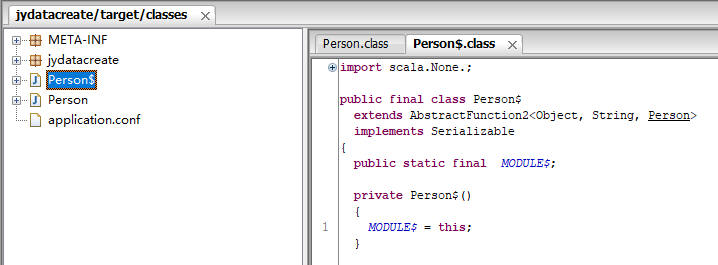 jydatacreate/target/classes
META-INF
jydatacreate
Person$
Person
application.conf
Person.class
Person$.class
import scala.None.;
public final class Person$
extends AbstractFunction2<Object, String, Person>
implements Serializable
{
public static final MODULE$;
private Person$()
{
1 MODULE$ = this;
}